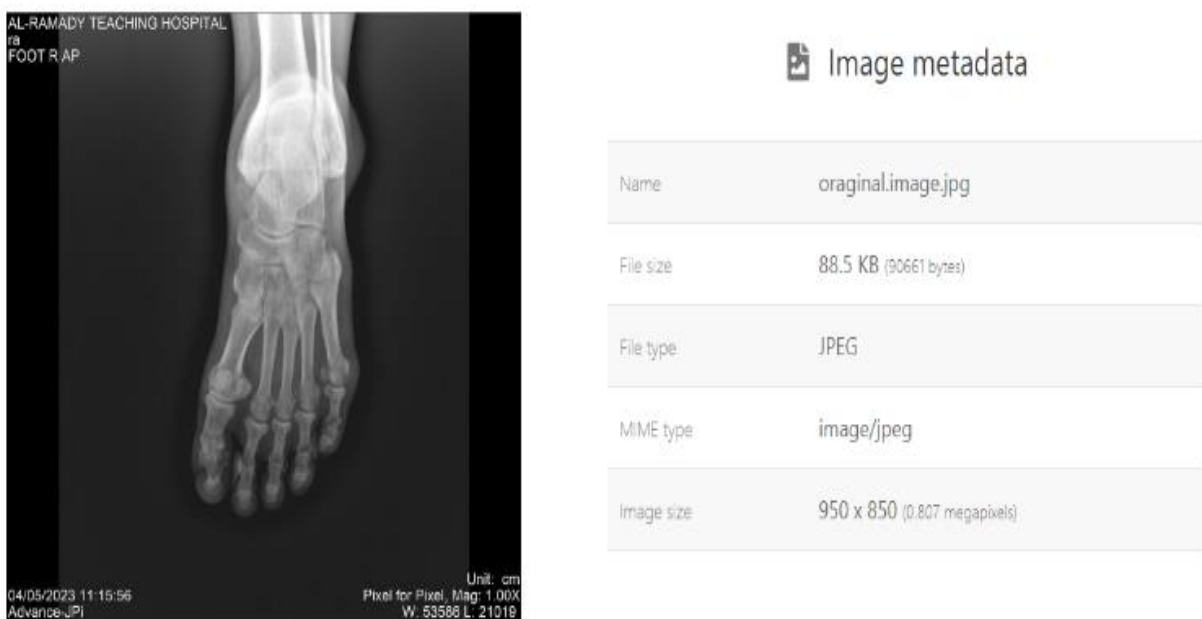 AL-RAMADY TEACHING HOSPITAL
ra
FOOT R AP
Unit: cm
04/05/2023 11:15:56 Pixel for Pixel, Mag: 1.00X
Advance-JPi W: 53586 L: 21019
Image metadata
Name oraginal.image.jpg
File size 88.5 KB (90661 bytes)
File type JPEG
MIME type image/jpeg
Image size 950 x 850 (0.807 megapixels)